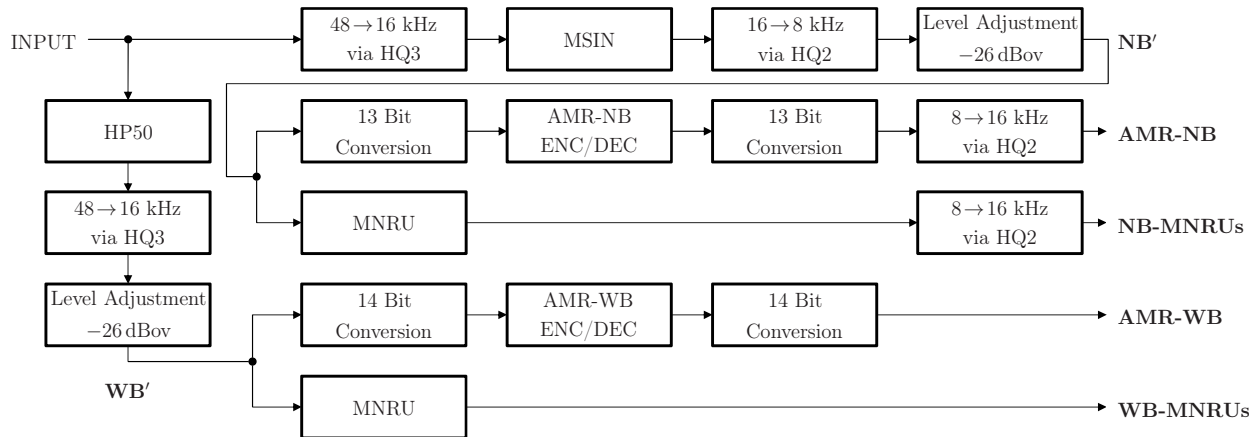 INPUT
48→16 kHz
via HQ3
MSIN
16→8 kHz
via HQ2
Level Adjustment
−26 dBov
NB′
HP50
13 Bit
Conversion
AMR-NB
ENC/DEC
13 Bit
Conversion
8→16 kHz
via HQ2
AMR-NB
48→16 kHz
via HQ3
MNRU
8→16 kHz
via HQ2
NB-MNRUs
Level Adjustment
−26 dBov
14 Bit
Conversion
AMR-WB
ENC/DEC
14 Bit
Conversion
AMR-WB
WB′
MNRU
WB-MNRUs